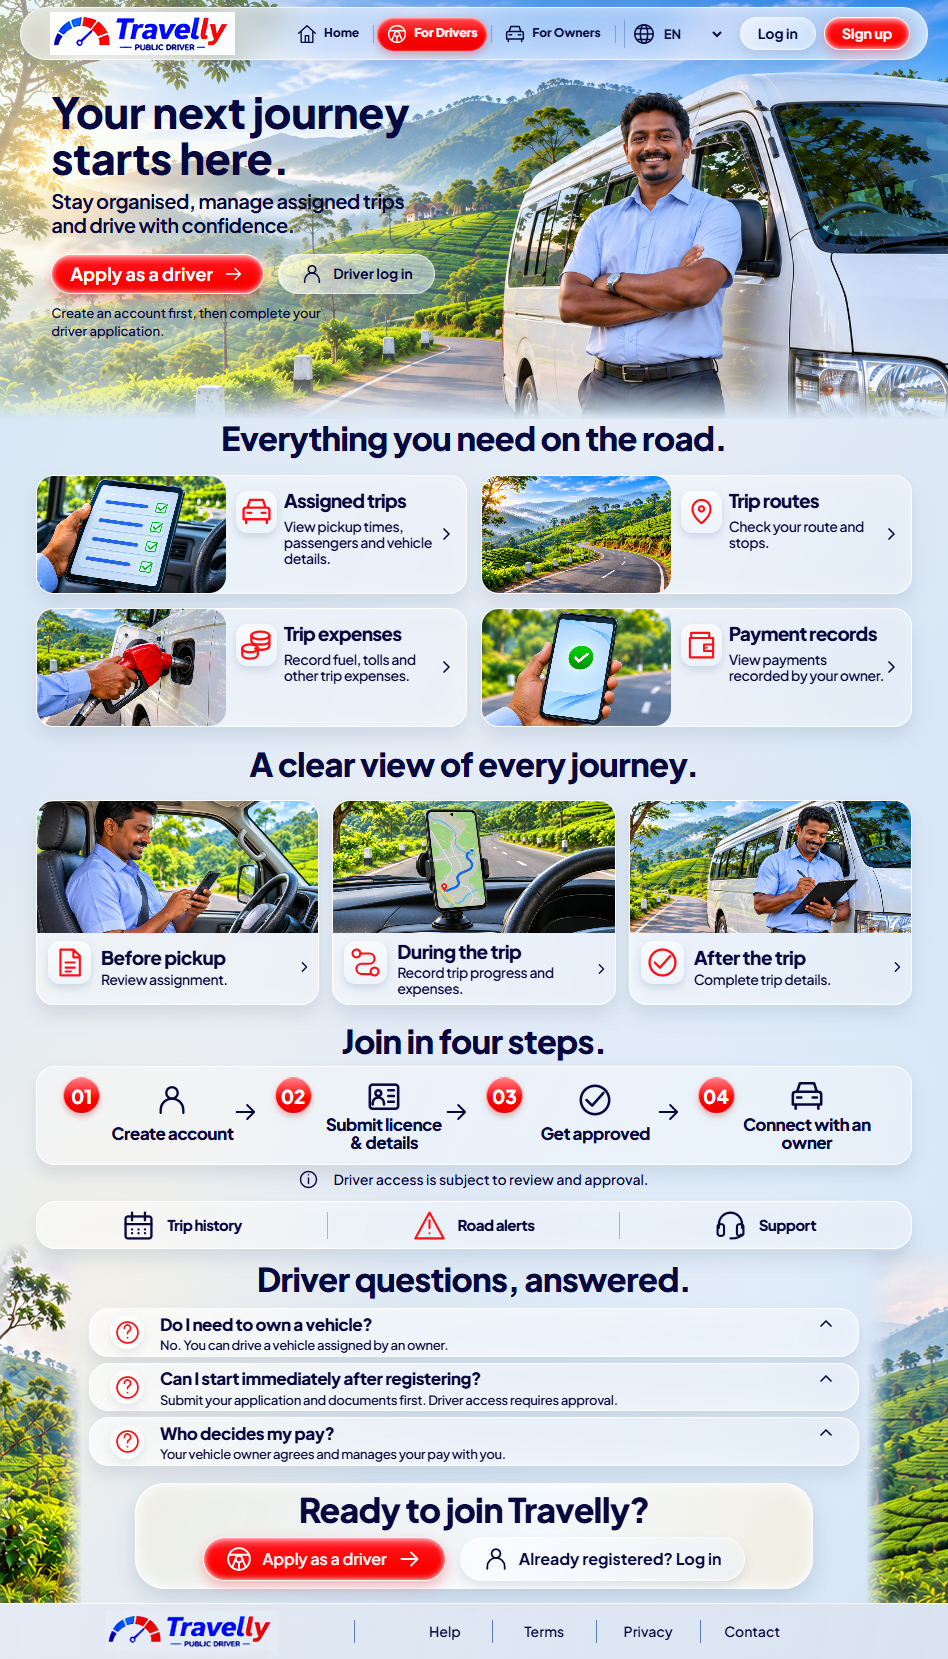 Travelly
PUBLIC DRIVER
Home
For Drivers
For Owners
EN
Log in
Sign up
Your next journey
starts here.
Stay organised, manage assigned trips
and drive with confidence.
Apply as a driver
Driver log in
Create an account first, then complete your
driver application.
Everything you need on the road.
Assigned trips
View pickup times,
passengers and vehicle
details.
Trip routes
Check your route and
stops.
Trip expenses
Record fuel, tolls and
other trip expenses.
Payment records
View payments
recorded by your owner.
A clear view of every journey.
Before pickup
Review assignment.
During the trip
Record trip progress and
expenses.
After the trip
Complete trip details.
Join in four steps.
01
Create account
02
Submit licence
& details
03
Get approved
04
Connect with an
owner
Driver access is subject to review and approval.
Trip history
Road alerts
Support
Driver questions, answered.
Do I need to own a vehicle?
No. You can drive a vehicle assigned by an owner.
Can I start immediately after registering?
Submit your application and documents first. Driver access requires approval.
Who decides my pay?
Your vehicle owner agrees and manages your pay with you.
Ready to join Travelly?
Apply as a driver
Already registered? Log in
Travelly
PUBLIC DRIVER
Help
Terms
Privacy
Contact